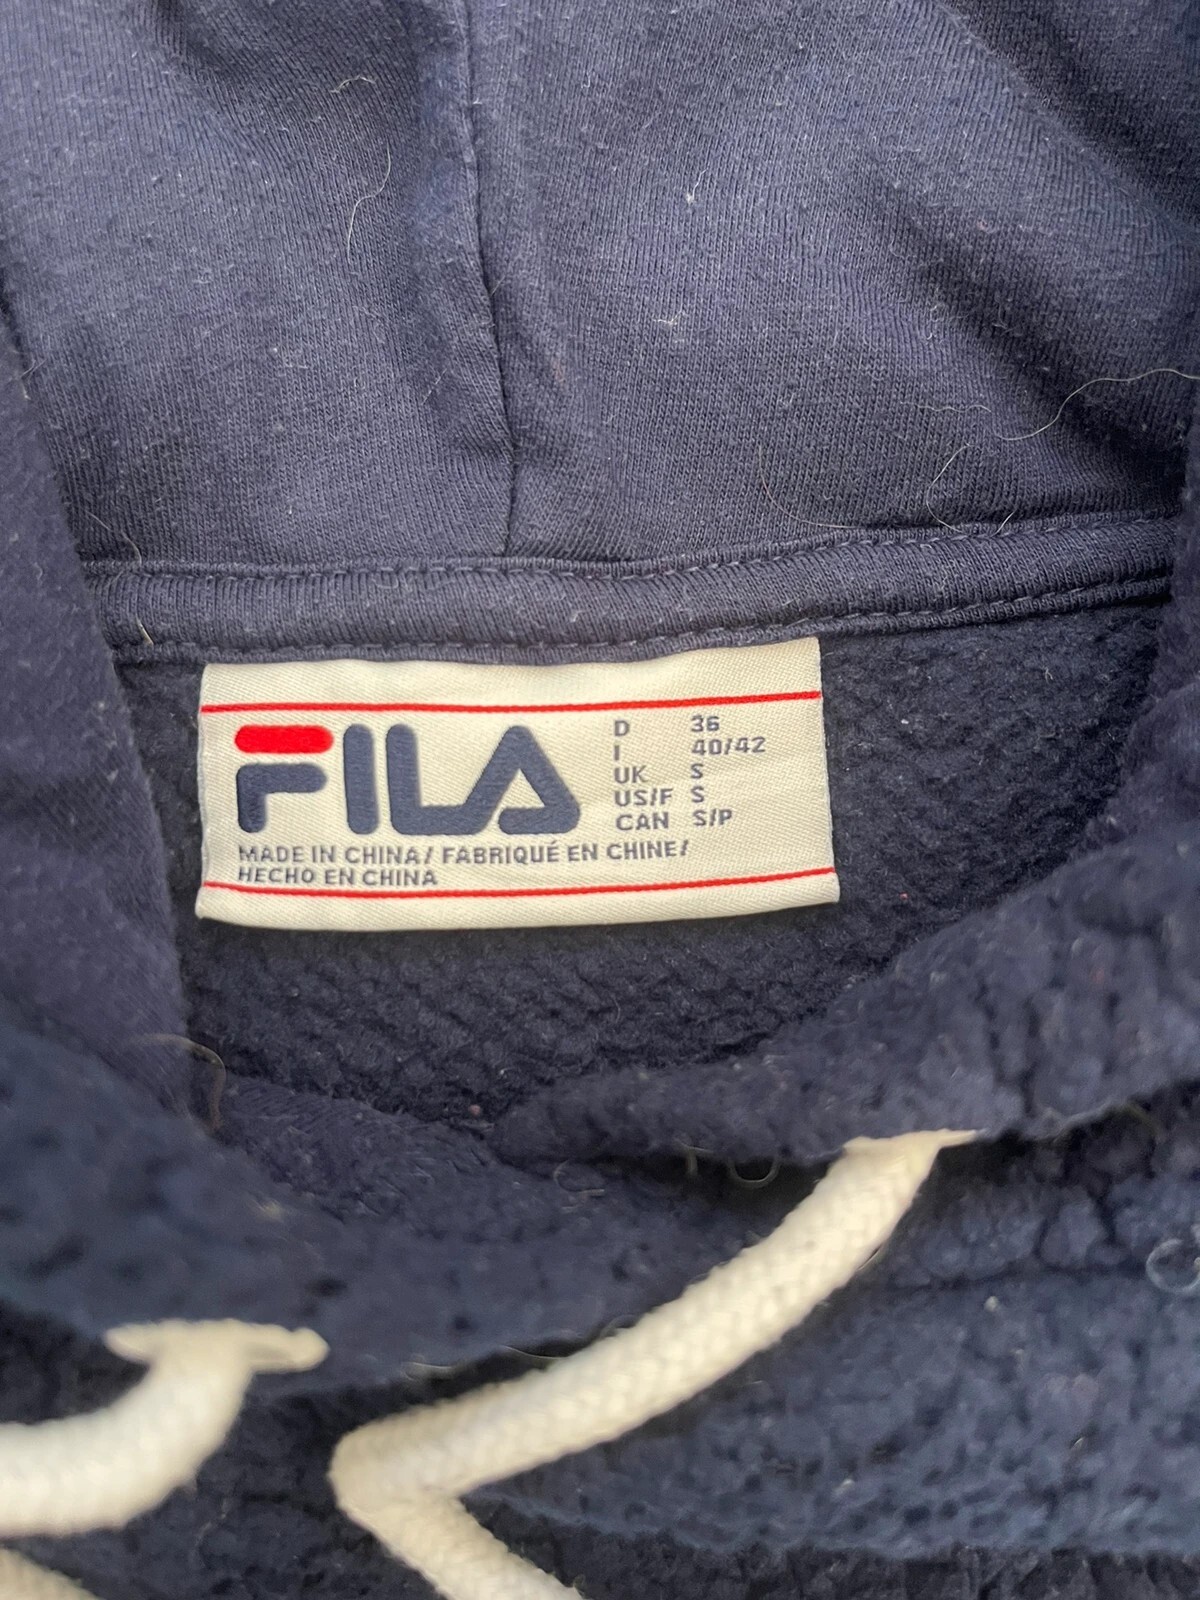 FILA
D 36
I 40/42
UK S
US/F S
CAN S/P
MADE IN CHINA/ FABRIQUÉ EN CHINE/
HECHO EN CHINA